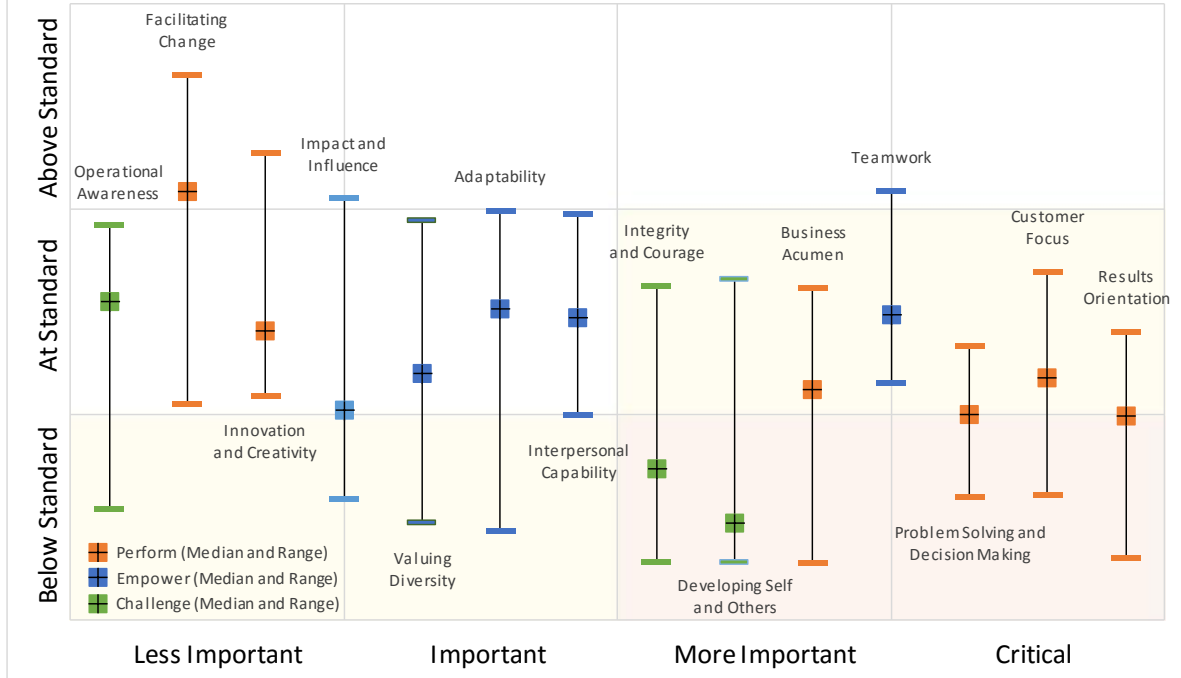 Above Standard
At Standard
Below Standard
Facilitating
Change
Operational
Awareness
Impact and
Influence
Innovation
and Creativity
Adaptability
Valuing
Diversity
Interpersonal
Capability
Integrity
and Courage
Developing Self
and Others
Business
Acumen
Teamwork
Customer
Focus
Results
Orientation
Problem Solving and
Decision Making
Perform (Median and Range)
Empower (Median and Range)
Challenge (Median and Range)
Less Important
Important
More Important
Critical